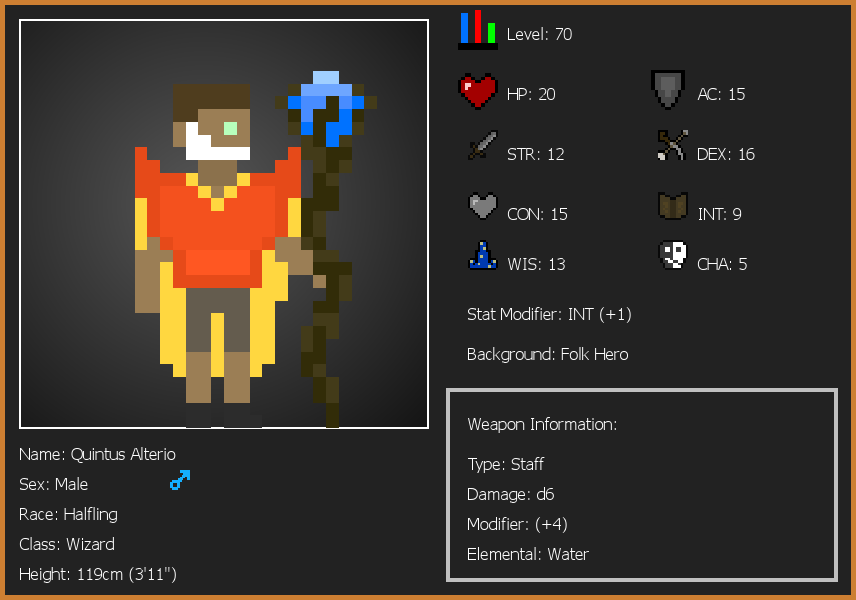 Level: 70
HP: 20
AC: 15
STR: 12
DEX: 16
CON: 15
INT: 9
WIS: 13
CHA: 5
Stat Modifier: INT (+1)
Background: Folk Hero
Weapon Information:
Type: Staff
Damage: d6
Modifier: (+4)
Elemental: Water
Name: Quintus Alterio
Sex: Male
Race: Halfling
Class: Wizard
Height: 119cm (3'11")